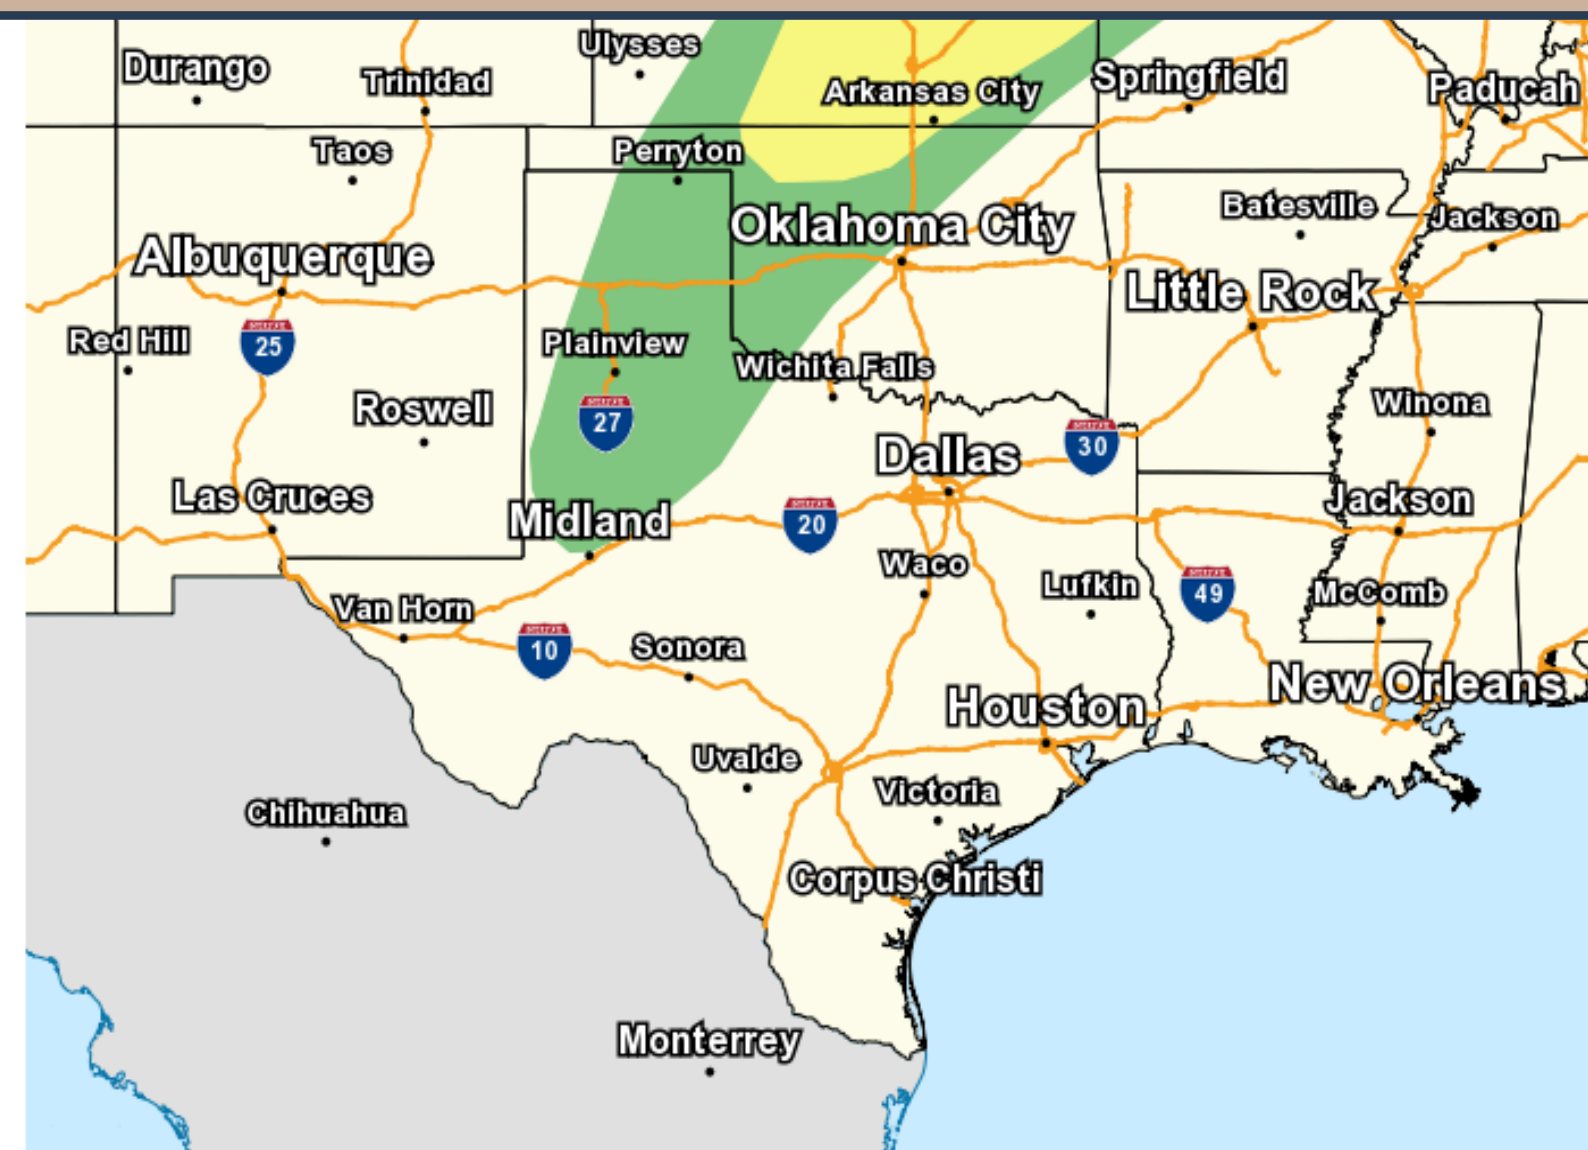 Ulysses
Durango
Trinidad
Arkansas City
Springfield
Paducah
Taos
Perryton
Batesville
Jackson
Oklahoma City
Albuquerque
Little Rock
Red Hill
25
Plainview
Wichita Falls
Roswell
27
Winona
Dallas
30
Las Cruces
Jackson
Midland
20
Waco
Lufkin
49
McComb
Van Horn
10
Sonora
New Orleans
Houston
Uvalde
Victoria
Chihuahua
Corpus Christi
Monterrey